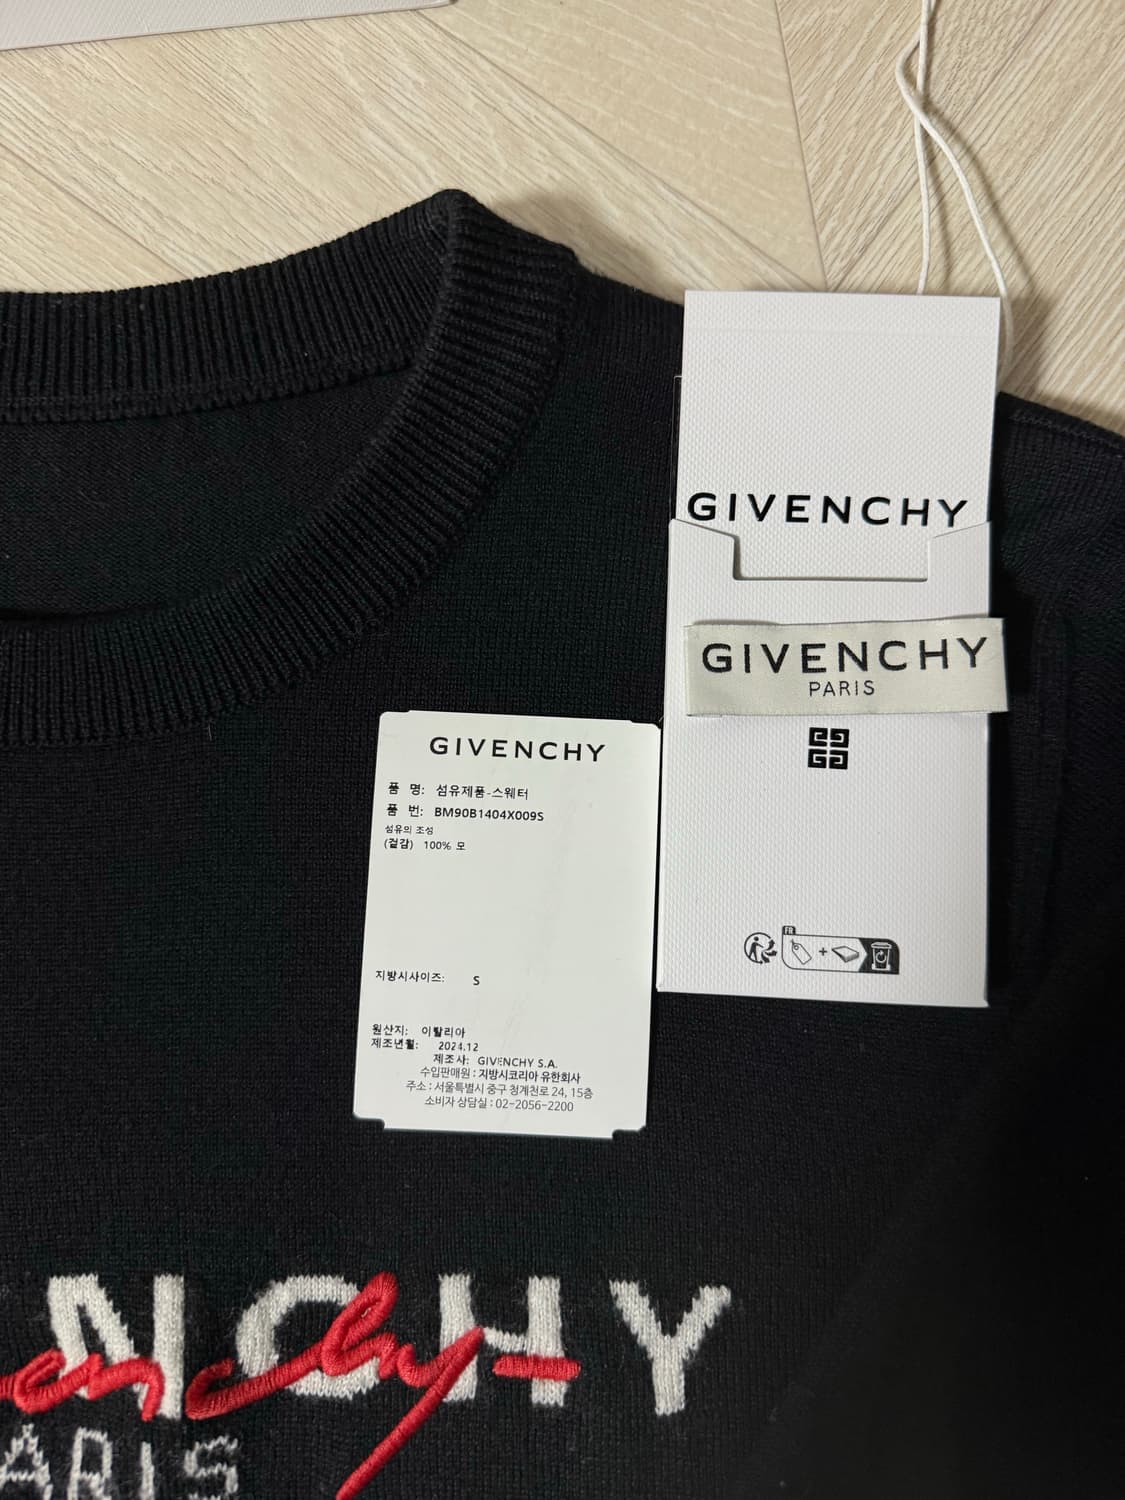 GIVENCHY
GIVENCHY
PARIS
FR
GIVENCHY
품 명: 섬유제품-스웨터
품 번: BM90B1404X009S
섬유의 조성
(겉감) 100% 모
지방시사이즈: S
원산지: 이탈리아
제조년월: 2024.12
제조사: GIVENCHY S.A.
수입판매원 : 지방시코리아 유한회사
주소 : 서울특별시 중구 청계천로 24, 15층
소비자 상담실 : 02-2056-2200
NCHY
enchy
ARIS